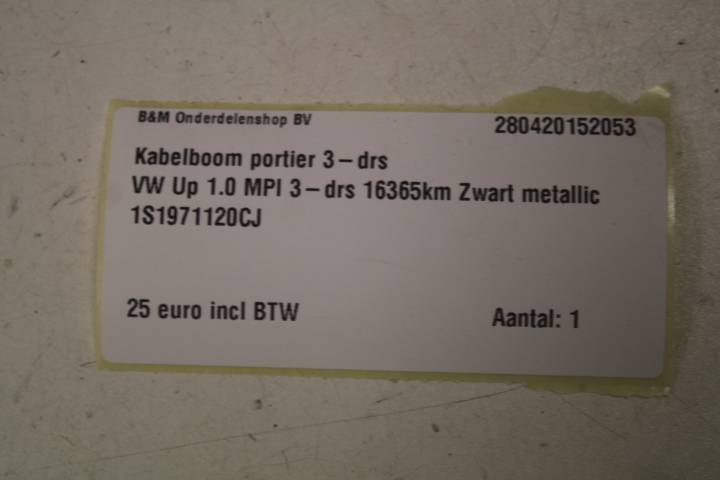 B&M Onderdelenshop BV
280420152053
Kabelboom portier 3-drs
VW Up 1.0 MPI 3-drs 16365km Zwart metallic
1S1971120CJ
25 euro incl BTW
Aantal: 1